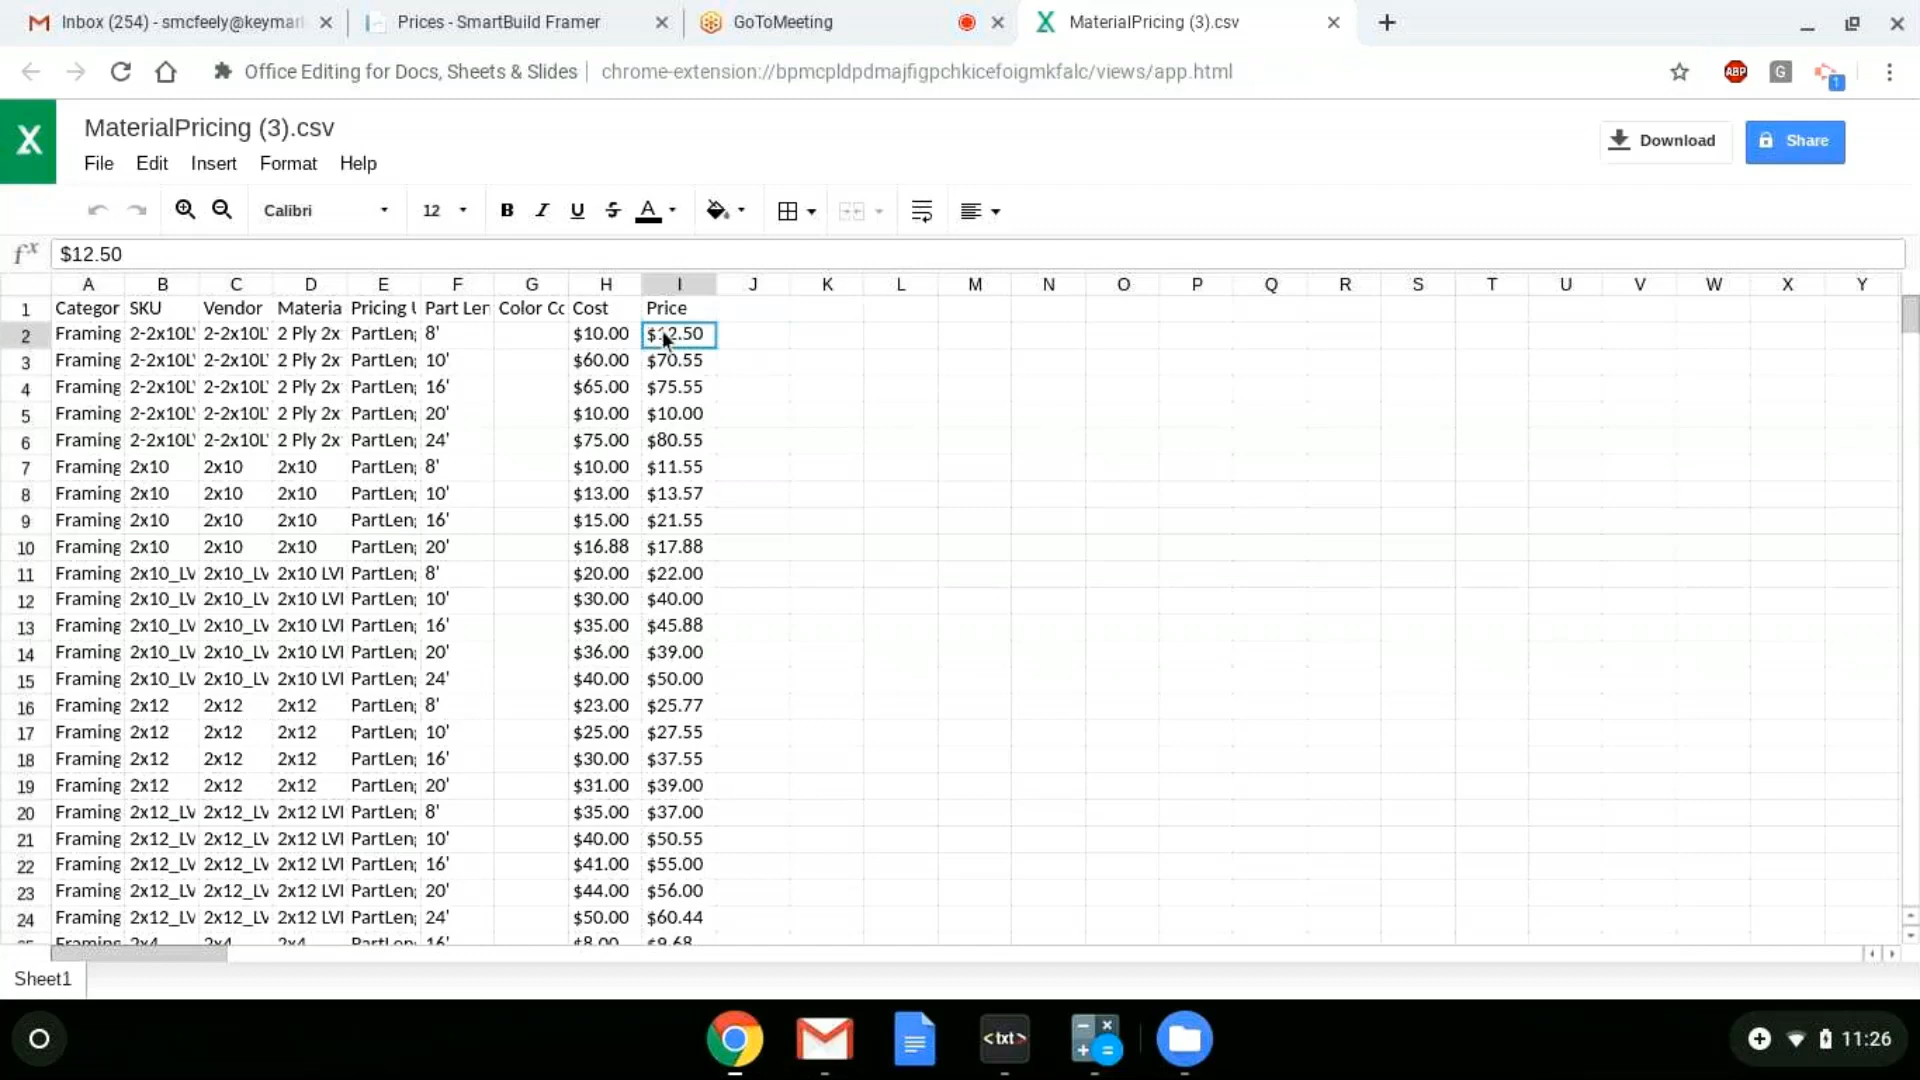 Inbox (254) - smcfeely@keymar
Prices - SmartBuild Framer
GoToMeeting
MaterialPricing (3).csv
Office Editing for Docs, Sheets & Slides
chrome-extension://bpmcpldpdmajfigpchkicefoigmkfalc/views/app.html
ABP
G
1
MaterialPricing (3).csv
File Edit Insert Format Help
Download
Share
Calibri
12
B I U S A
fx $12.50
A B C D E F G H I J K L M N O P Q R S T U V W X Y
1 Categor SKU Vendor Materia Pricing U Part Len Color Cc Cost Price
2 Framing 2-2x10L' 2-2x10L' 2 Ply 2x PartLen; 8' $10.00 $12.50
3 Framing 2-2x10L' 2-2x10L' 2 Ply 2x PartLen; 10' $60.00 $70.55
4 Framing 2-2x10L' 2-2x10L' 2 Ply 2x PartLen; 16' $65.00 $75.55
5 Framing 2-2x10L' 2-2x10L' 2 Ply 2x PartLen; 20' $10.00 $10.00
6 Framing 2-2x10L' 2-2x10L' 2 Ply 2x PartLen; 24' $75.00 $80.55
7 Framing 2x10 2x10 2x10 PartLen; 8' $10.00 $11.55
8 Framing 2x10 2x10 2x10 PartLen; 10' $13.00 $13.57
9 Framing 2x10 2x10 2x10 PartLen; 16' $15.00 $21.55
10 Framing 2x10 2x10 2x10 PartLen; 20' $16.88 $17.88
11 Framing 2x10_LV 2x10_LV 2x10 LVI PartLen; 8' $20.00 $22.00
12 Framing 2x10_LV 2x10_LV 2x10 LVI PartLen; 10' $30.00 $40.00
13 Framing 2x10_LV 2x10_LV 2x10 LVI PartLen; 16' $35.00 $45.88
14 Framing 2x10_LV 2x10_LV 2x10 LVI PartLen; 20' $36.00 $39.00
15 Framing 2x10_LV 2x10_LV 2x10 LVI PartLen; 24' $40.00 $50.00
16 Framing 2x12 2x12 2x12 PartLen; 8' $23.00 $25.77
17 Framing 2x12 2x12 2x12 PartLen; 10' $25.00 $27.55
18 Framing 2x12 2x12 2x12 PartLen; 16' $30.00 $37.55
19 Framing 2x12 2x12 2x12 PartLen; 20' $31.00 $39.00
20 Framing 2x12_LV 2x12_LV 2x12 LVI PartLen; 8' $35.00 $37.00
21 Framing 2x12_LV 2x12_LV 2x12 LVI PartLen; 10' $40.00 $50.55
22 Framing 2x12_LV 2x12_LV 2x12 LVI PartLen; 16' $41.00 $55.00
23 Framing 2x12_LV 2x12_LV 2x12 LVI PartLen; 20' $44.00 $56.00
24 Framing 2x12_LV 2x12_LV 2x12 LVI PartLen; 24' $50.00 $60.44
25 Framing 2x4 2x4 2x4 PartLen; 16' $8.00 $9.68
Sheet1
<txt>
11:26